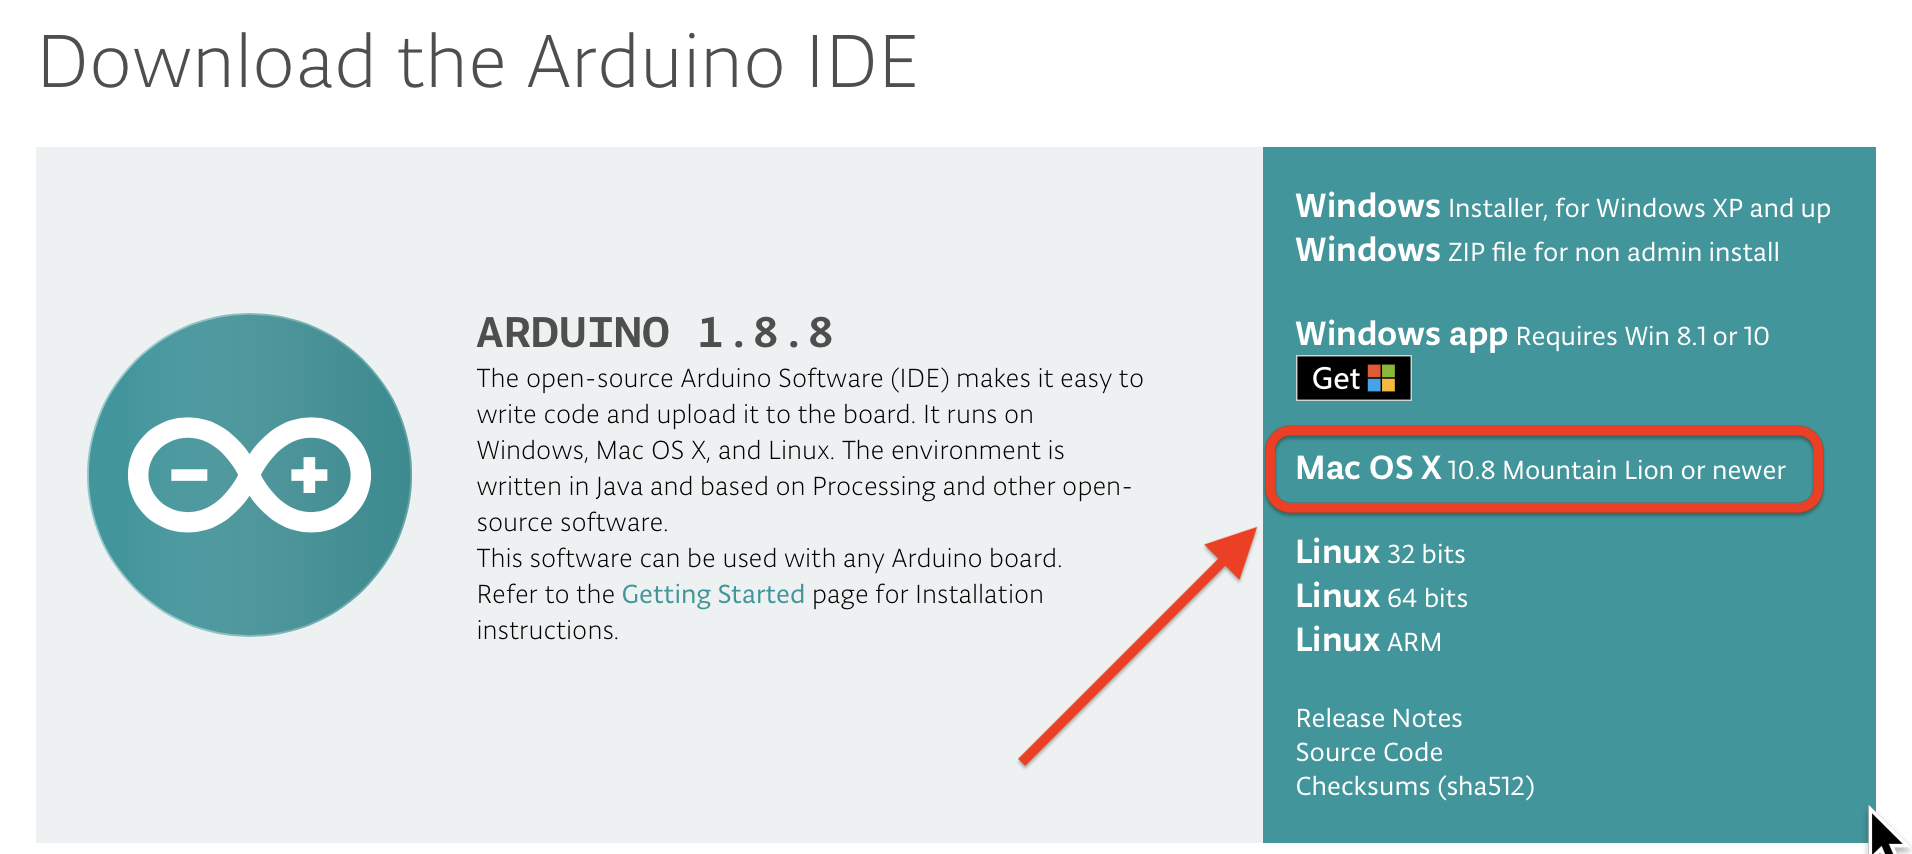 Download the Arduino IDE
ARDUINO 1.8.8
The open-source Arduino Software (IDE) makes it easy to
write code and upload it to the board. It runs on
Windows, Mac OS X, and Linux. The environment is
written in Java and based on Processing and other open-
source software.
This software can be used with any Arduino board.
Refer to the Getting Started page for Installation
instructions.
Windows Installer, for Windows XP and up
Windows ZIP file for non admin install
Windows app Requires Win 8.1 or 10
Get
Mac OS X 10.8 Mountain Lion or newer
Linux 32 bits
Linux 64 bits
Linux ARM
Release Notes
Source Code
Checksums (sha512)